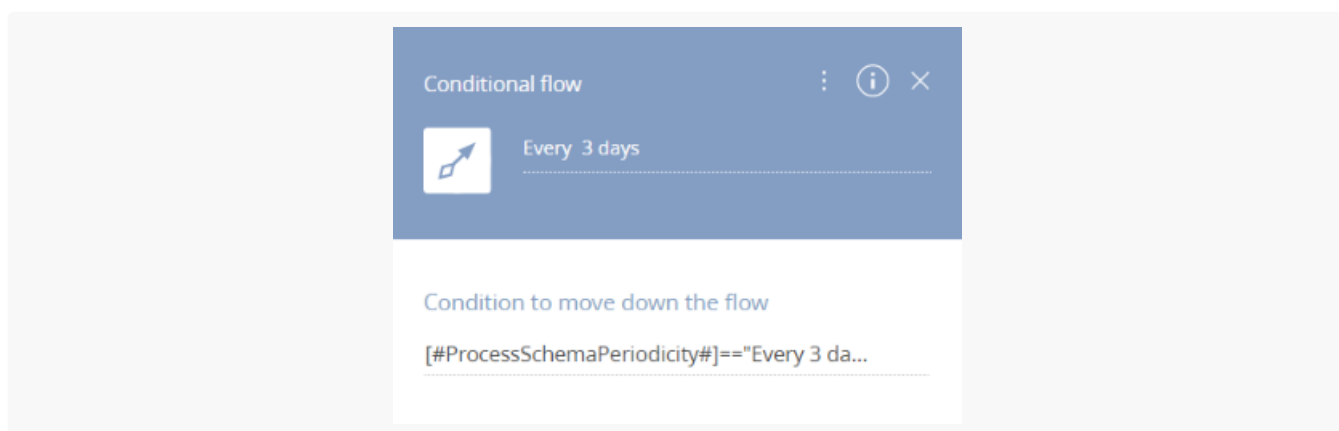 Conditional flow
Every 3 days
Condition to move down the flow
[#ProcessSchemaPeriodicity#]=="Every 3 da...